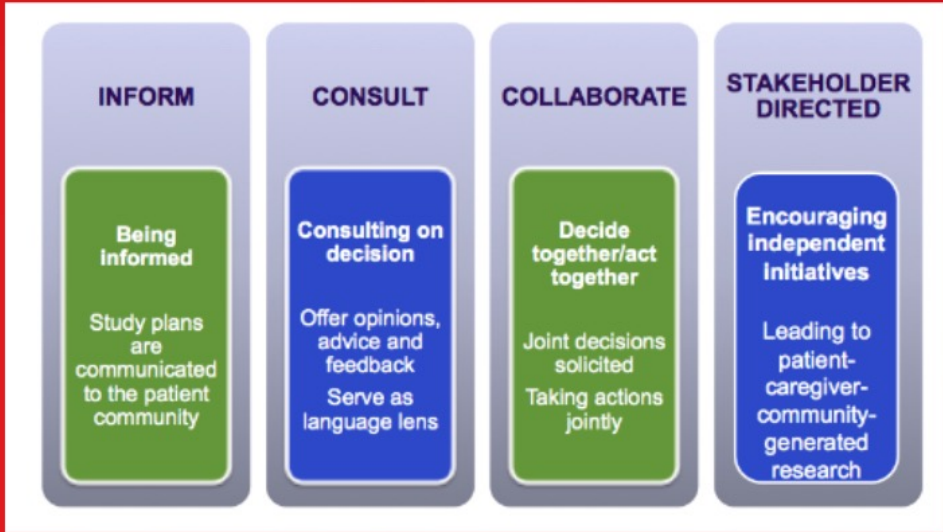 INFORM
Being
informed
Study plans
are
communicated
to the patient
community
CONSULT
Consulting on
decision
Offer opinions,
advice and
feedback
Serve as
language lens
COLLABORATE
Decide
together/act
together
Joint decisions
solicited
Taking actions
jointly
STAKEHOLDER
DIRECTED
Encouraging
independent
initiatives
Leading to
patient-
caregiver-
community-
generated
research